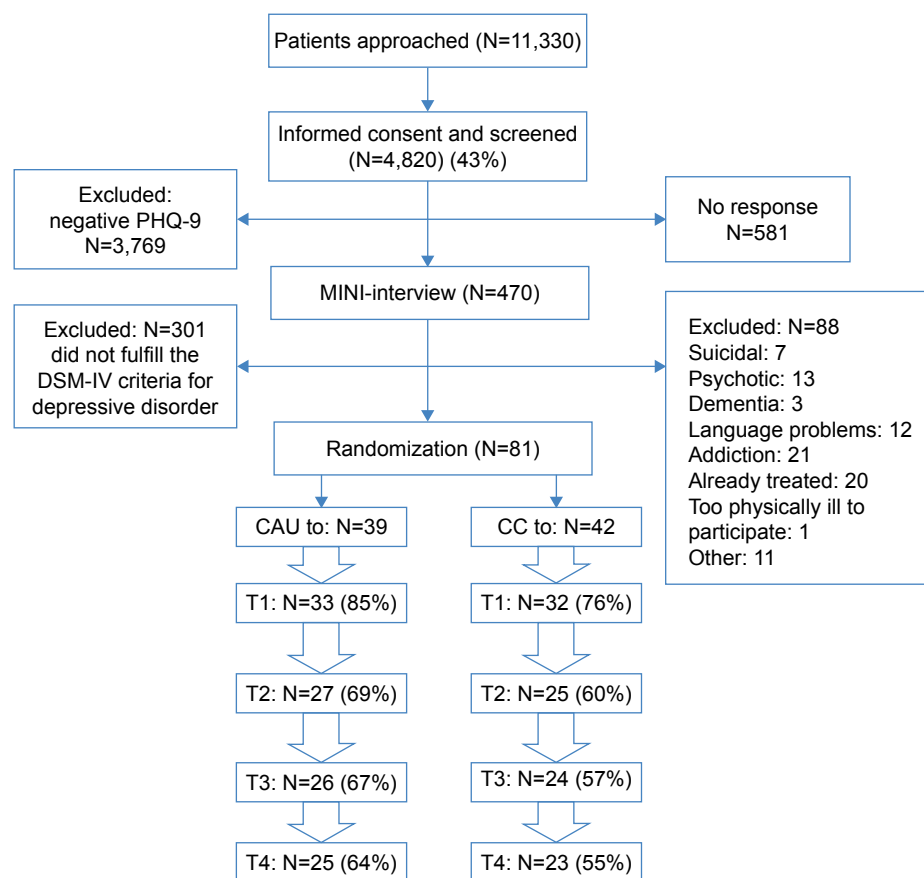 Patients approached (N=11,330)
Informed consent and screened
(N=4,820) (43%)
Excluded:
negative PHQ-9
N=3,769
No response
N=581
MINI-interview (N=470)
Excluded: N=301
did not fulfill the
DSM-IV criteria for
depressive disorder
Excluded: N=88
Suicidal: 7
Psychotic: 13
Dementia: 3
Language problems: 12
Addiction: 21
Already treated: 20
Too physically ill to
participate: 1
Other: 11
Randomization (N=81)
CAU to: N=39
CC to: N=42
T1: N=33 (85%)
T1: N=32 (76%)
T2: N=27 (69%)
T2: N=25 (60%)
T3: N=26 (67%)
T3: N=24 (57%)
T4: N=25 (64%)
T4: N=23 (55%)